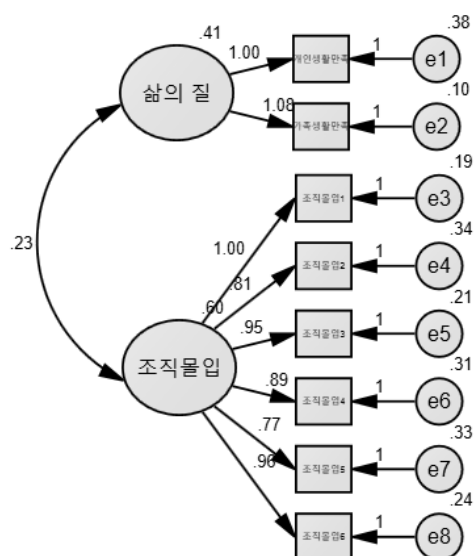 .38
.41
1.00
개인생활만족
1
e1
삶의 질
.10
1.08
가족생활만족
1
e2
.19
조직몰입1
1
e3
.23
1.00
.34
.81
조직몰입2
1
e4
.60
.21
.95
조직몰입3
1
e5
조직몰입
.31
.89
조직몰입4
1
e6
.77
.33
조직몰입5
1
e7
.96
.24
조직몰입6
1
e8